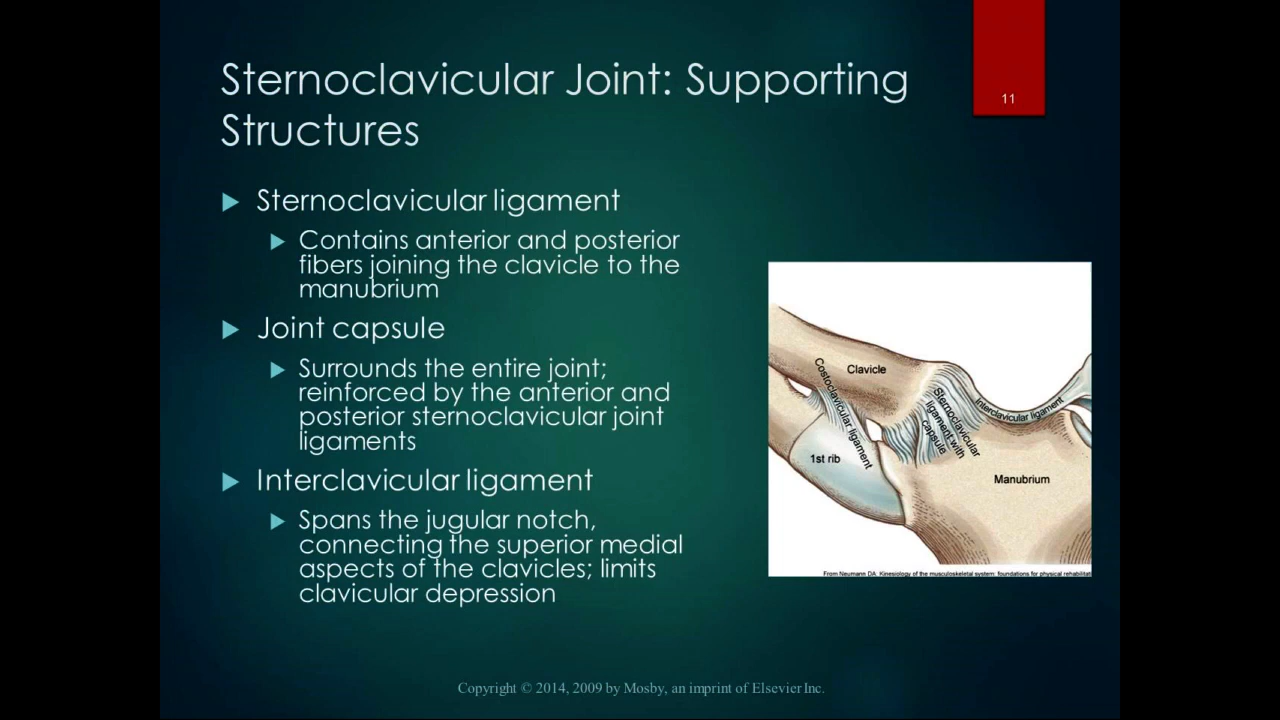 Sternoclavicular Joint: Supporting
Structures
11
Sternoclavicular ligament
Contains anterior and posterior
fibers joining the clavicle to the
manubrium
Joint capsule
Surrounds the entire joint;
reinforced by the anterior and
posterior sternoclavicular joint
ligaments
Interclavicular ligament
Spans the jugular notch,
connecting the superior medial
aspects of the clavicles; limits
clavicular depression
Clavicle
Costoclavicular ligament
Sternoclavicular
ligament with
capsule
Interclavicular ligament
1st rib
Manubrium
From Neumann DA: Kinesiology of the musculoskeletal system: foundations for physical rehabilitat
Copyright © 2014, 2009 by Mosby, an imprint of Elsevier Inc.